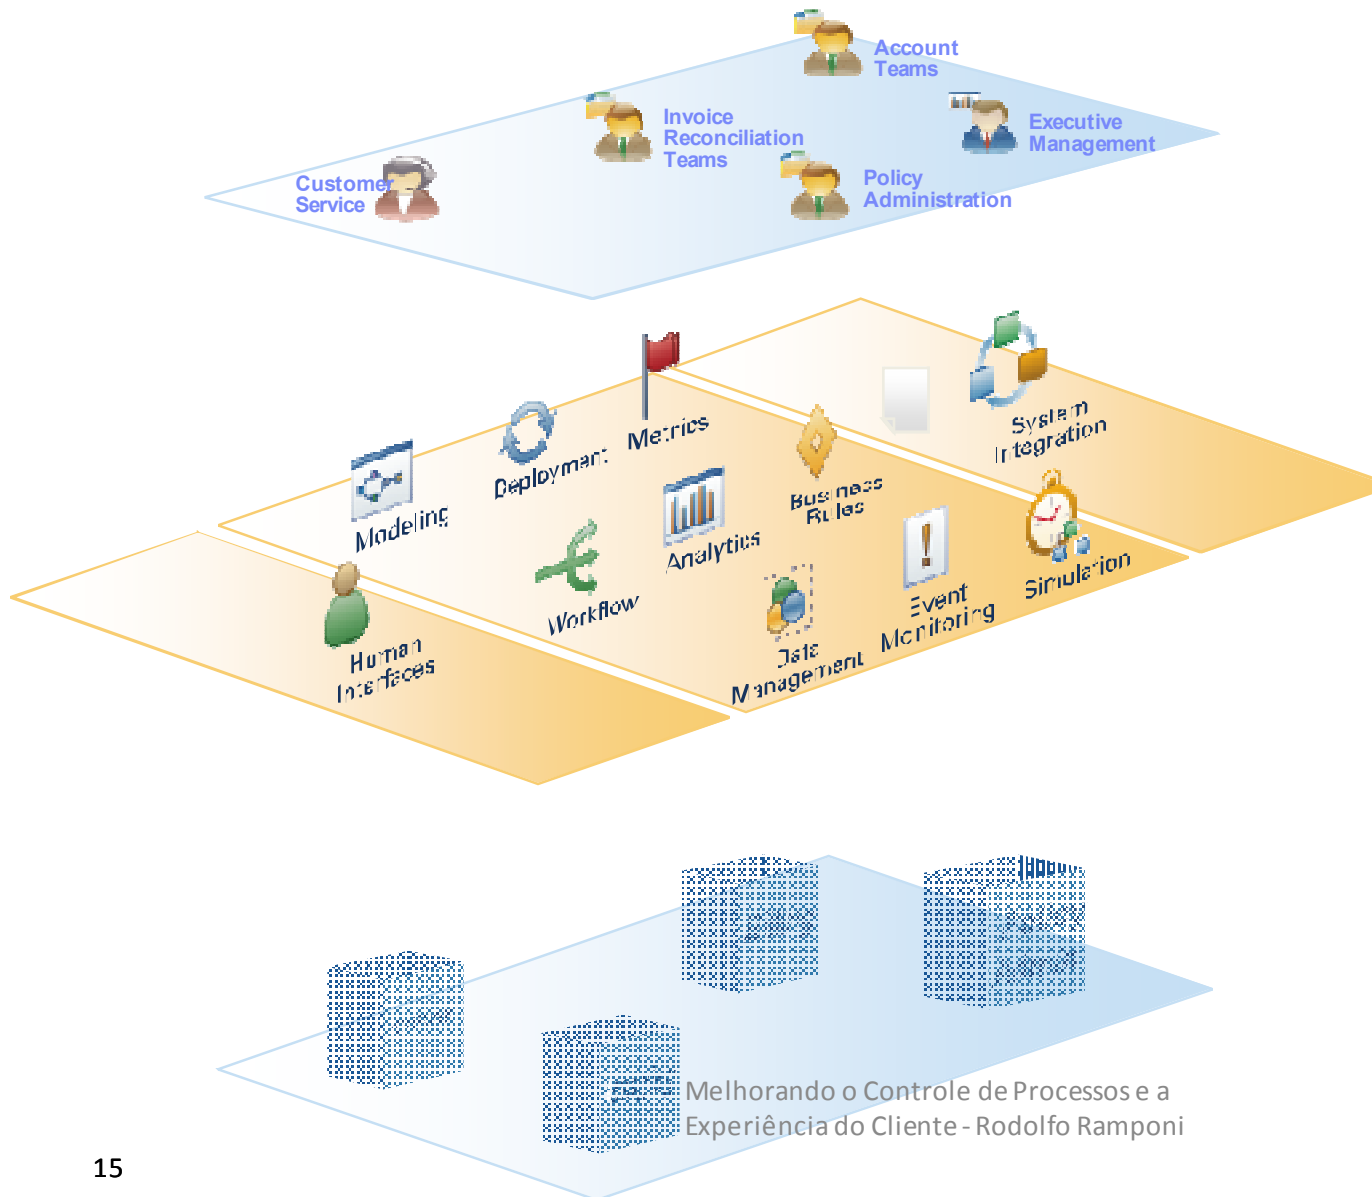 Account
Teams
Invoice
Reconciliation
Teams
Executive
Management
Customer
Service
Policy
Administration
System
Integration
Metrics
Deployment
Business
Rules
Modeling
Analytics
Simulation
Event
Monitoring
Workflow
Data
Management
Human
Interfaces
Melhorando o Controle de Processos e a
Experiência do Cliente - Rodolfo Ramponi
15